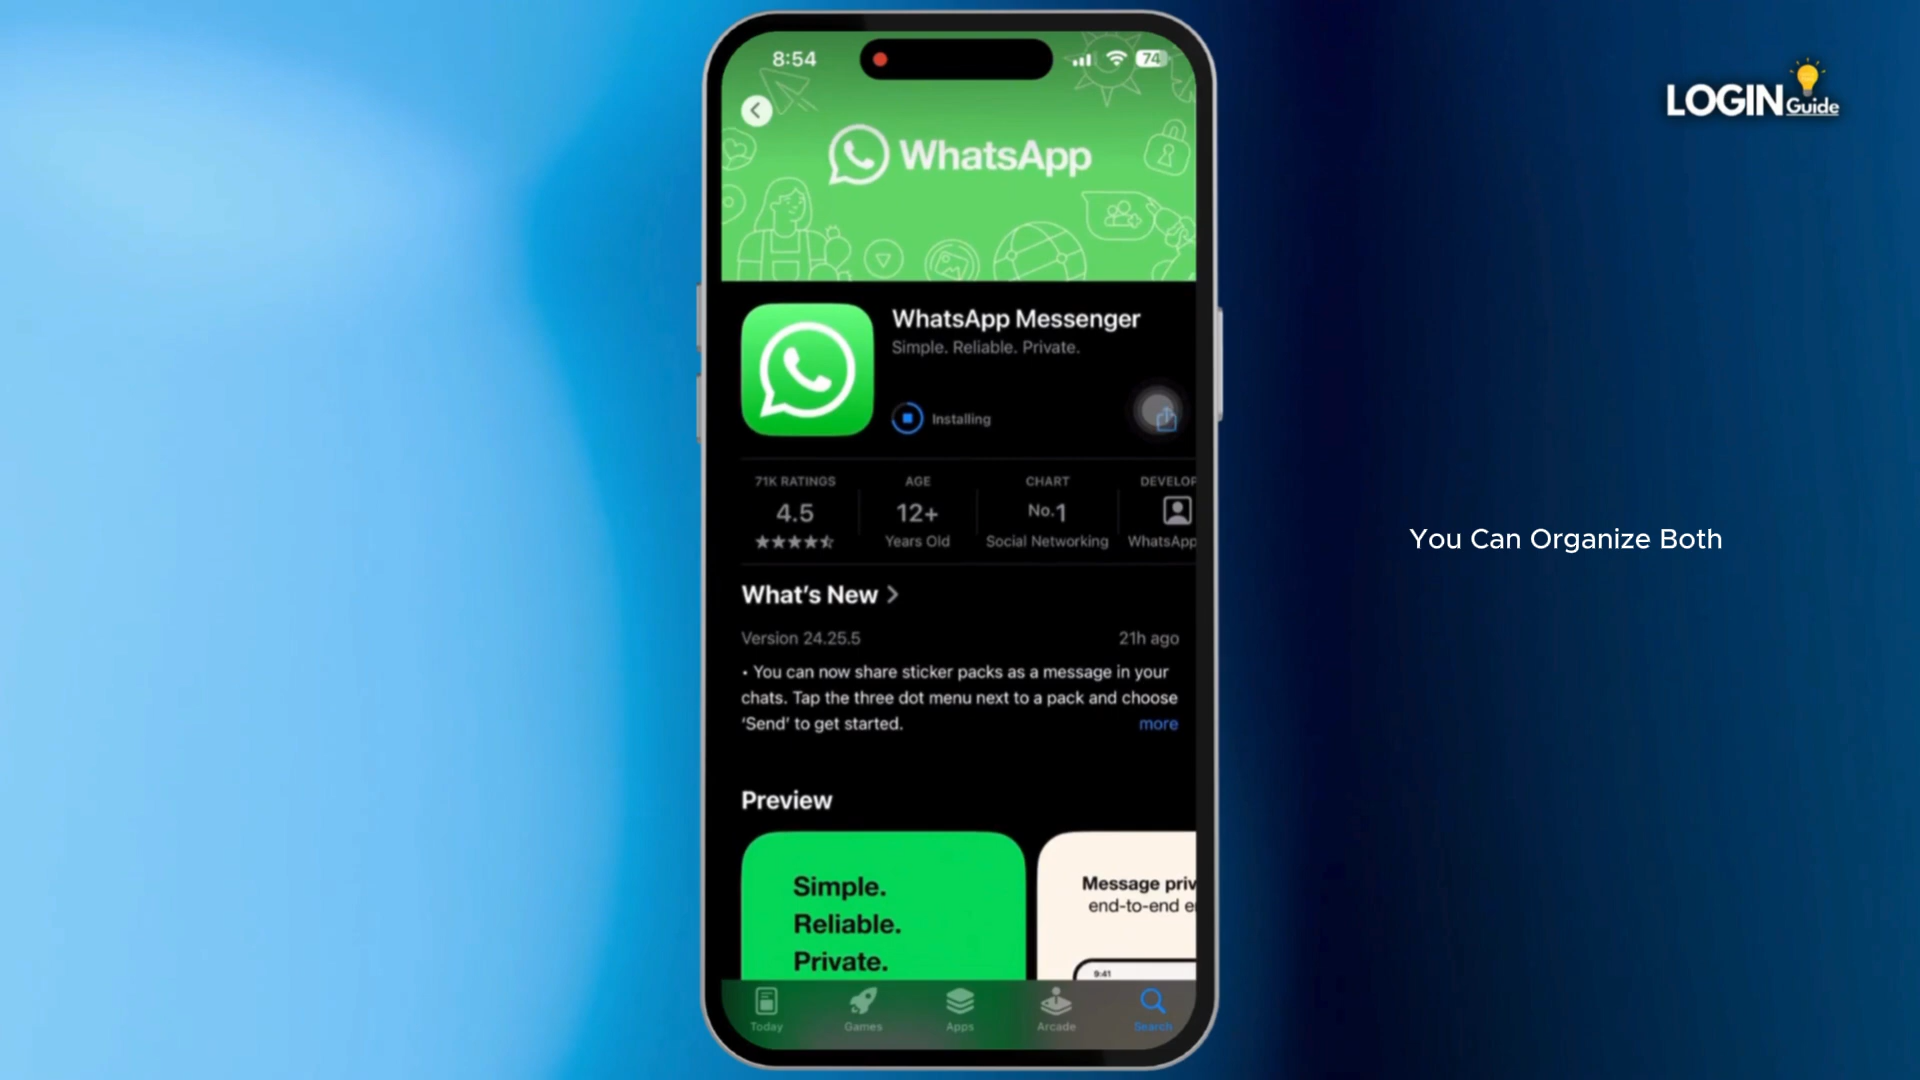 8:54
74
LOGIN Guide
WhatsApp
WhatsApp Messenger
Simple. Reliable. Private.
Installing
71K RATINGS
4.5
AGE
12+
Years Old
CHART
No.1
Social Networking
DEVELOP
WhatsApp
You Can Organize Both
What's New
Version 24.25.5
21h ago
• You can now share sticker packs as a message in your
chats. Tap the three dot menu next to a pack and choose
'Send' to get started.
more
Preview
Simple.
Reliable.
Private.
Message priv
end-to-end e
9:41
Today
Games
Apps
Arcade
Search